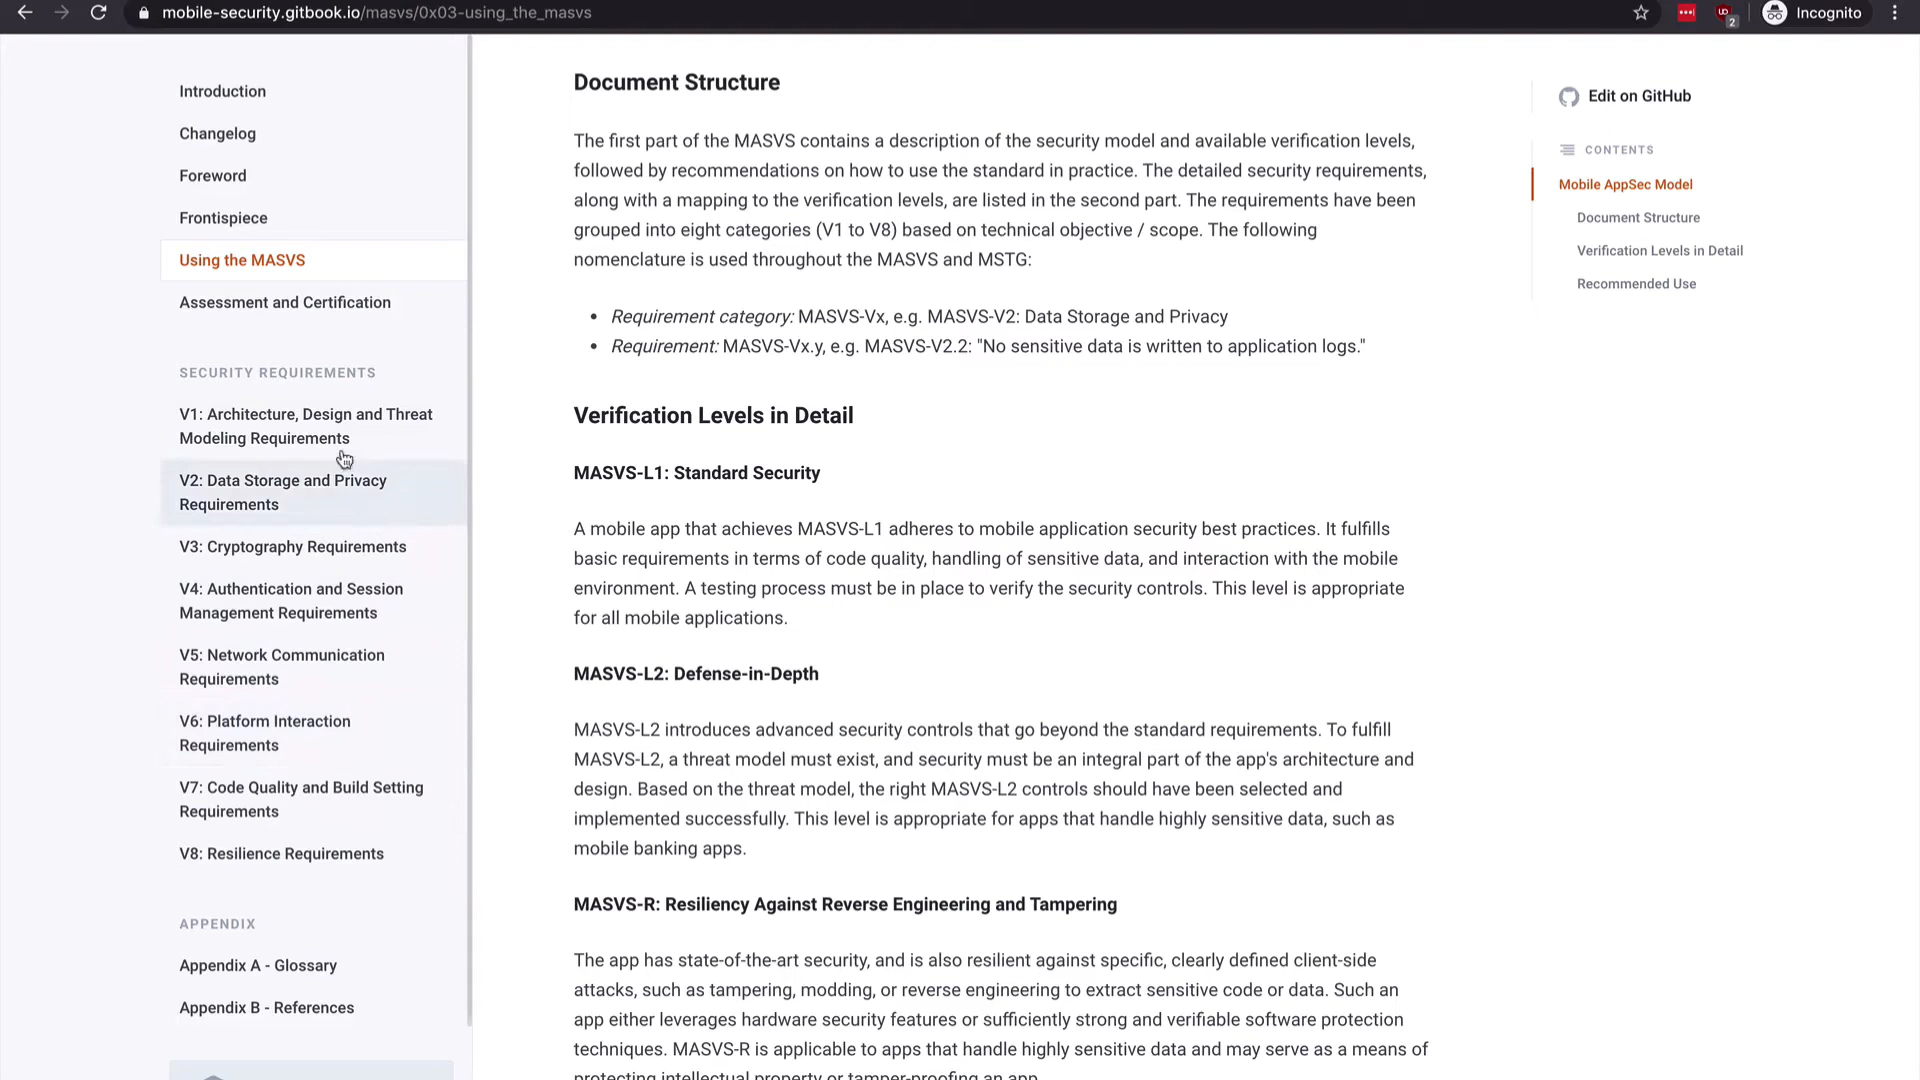 mobile-security.gitbook.io/masvs/0x03-using_the_masvs
2
Incognito
Introduction
Changelog
Foreword
Frontispiece
Using the MASVS
Assessment and Certification
SECURITY REQUIREMENTS
V1: Architecture, Design and Threat
Modeling Requirements
V2: Data Storage and Privacy
Requirements
V3: Cryptography Requirements
V4: Authentication and Session
Management Requirements
V5: Network Communication
Requirements
V6: Platform Interaction
Requirements
V7: Code Quality and Build Setting
Requirements
V8: Resilience Requirements
APPENDIX
Appendix A - Glossary
Appendix B - References
Document Structure
The first part of the MASVS contains a description of the security model and available verification levels,
followed by recommendations on how to use the standard in practice. The detailed security requirements,
along with a mapping to the verification levels, are listed in the second part. The requirements have been
grouped into eight categories (V1 to V8) based on technical objective / scope. The following
nomenclature is used throughout the MASVS and MSTG:
• Requirement category: MASVS-Vx, e.g. MASVS-V2: Data Storage and Privacy
• Requirement: MASVS-Vx.y, e.g. MASVS-V2.2: "No sensitive data is written to application logs."
Verification Levels in Detail
MASVS-L1: Standard Security
A mobile app that achieves MASVS-L1 adheres to mobile application security best practices. It fulfills
basic requirements in terms of code quality, handling of sensitive data, and interaction with the mobile
environment. A testing process must be in place to verify the security controls. This level is appropriate
for all mobile applications.
MASVS-L2: Defense-in-Depth
MASVS-L2 introduces advanced security controls that go beyond the standard requirements. To fulfill
MASVS-L2, a threat model must exist, and security must be an integral part of the app's architecture and
design. Based on the threat model, the right MASVS-L2 controls should have been selected and
implemented successfully. This level is appropriate for apps that handle highly sensitive data, such as
mobile banking apps.
MASVS-R: Resiliency Against Reverse Engineering and Tampering
The app has state-of-the-art security, and is also resilient against specific, clearly defined client-side
attacks, such as tampering, modding, or reverse engineering to extract sensitive code or data. Such an
app either leverages hardware security features or sufficiently strong and verifiable software protection
techniques. MASVS-R is applicable to apps that handle highly sensitive data and may serve as a means of
protecting intellectual property or tamper-proofing an app.
Edit on GitHub
CONTENTS
Mobile AppSec Model
Document Structure
Verification Levels in Detail
Recommended Use